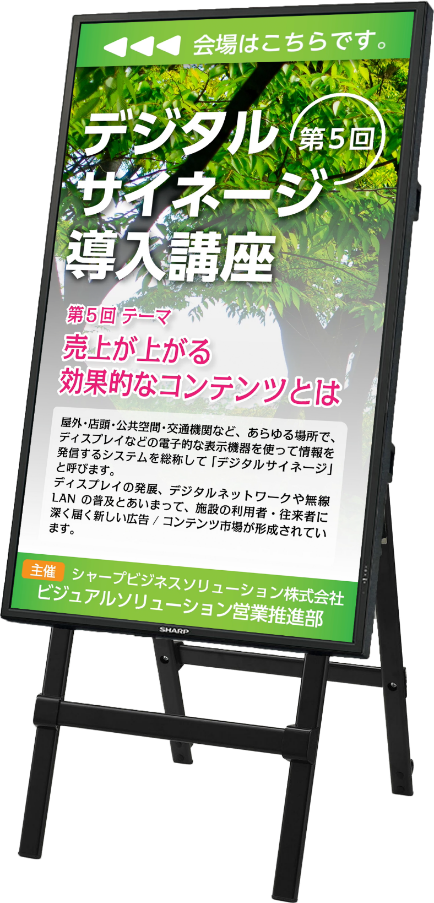 会場はこちらです。
デジタル
第5回
サイネージ
導入講座
第5回 テーマ
売上が上がる
効果的なコンテンツとは
屋外・店頭・公共空間・交通機関など、あらゆる場所で、
ディスプレイなどの電子的な表示機器を使って情報を
発信するシステムを総称して「デジタルサイネージ」
と呼びます。
ディスプレイの発展、デジタルネットワークや無線
LAN の普及とあいまって、施設の利用者・往来者に
深く届く新しい広告 / コンテンツ市場が形成されてい
ます。
主催 シャープビジネスソリューション株式会社
ビジュアルソリューション営業推進部
SHARP